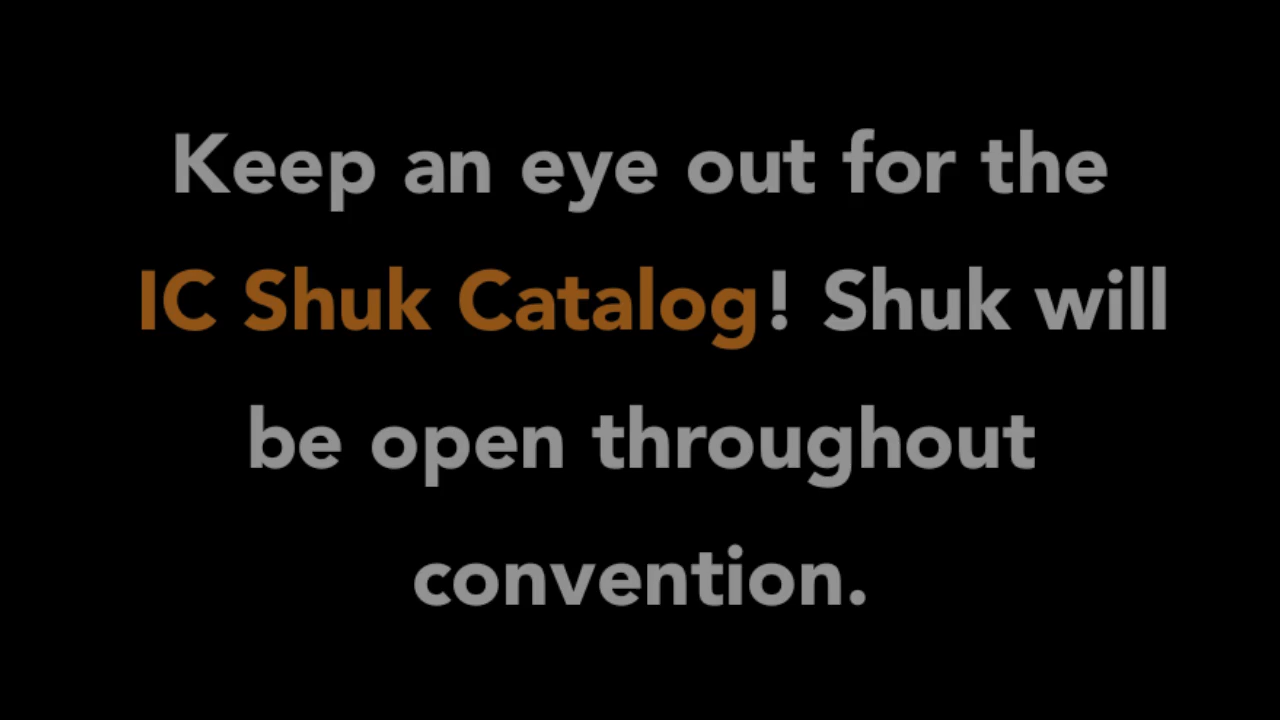 Keep an eye out for the
IC Shuk Catalog! Shuk will
be open throughout
convention.